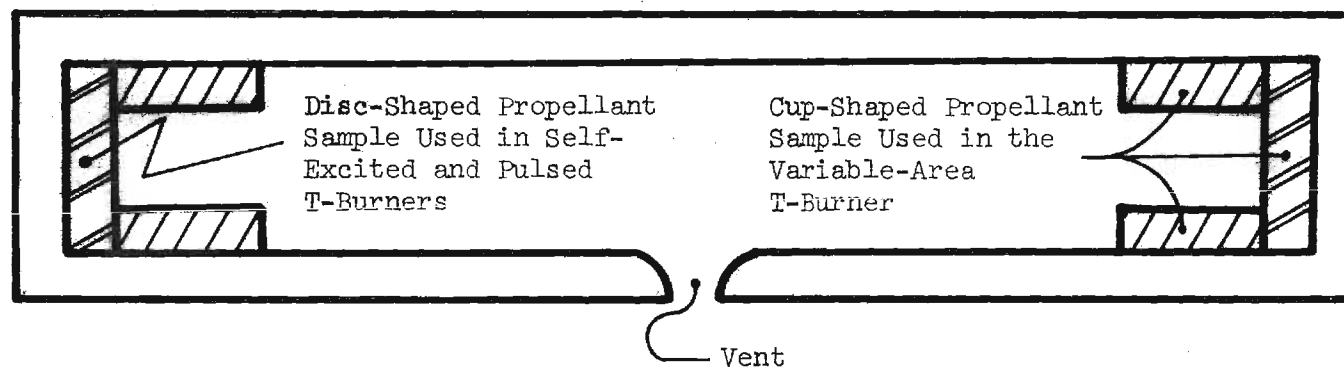 Disc-Shaped Propellant
Sample Used in Self-
Excited and Pulsed
T-Burners
Cup-Shaped Propellant
Sample Used in the
Variable-Area
T-Burner
Vent